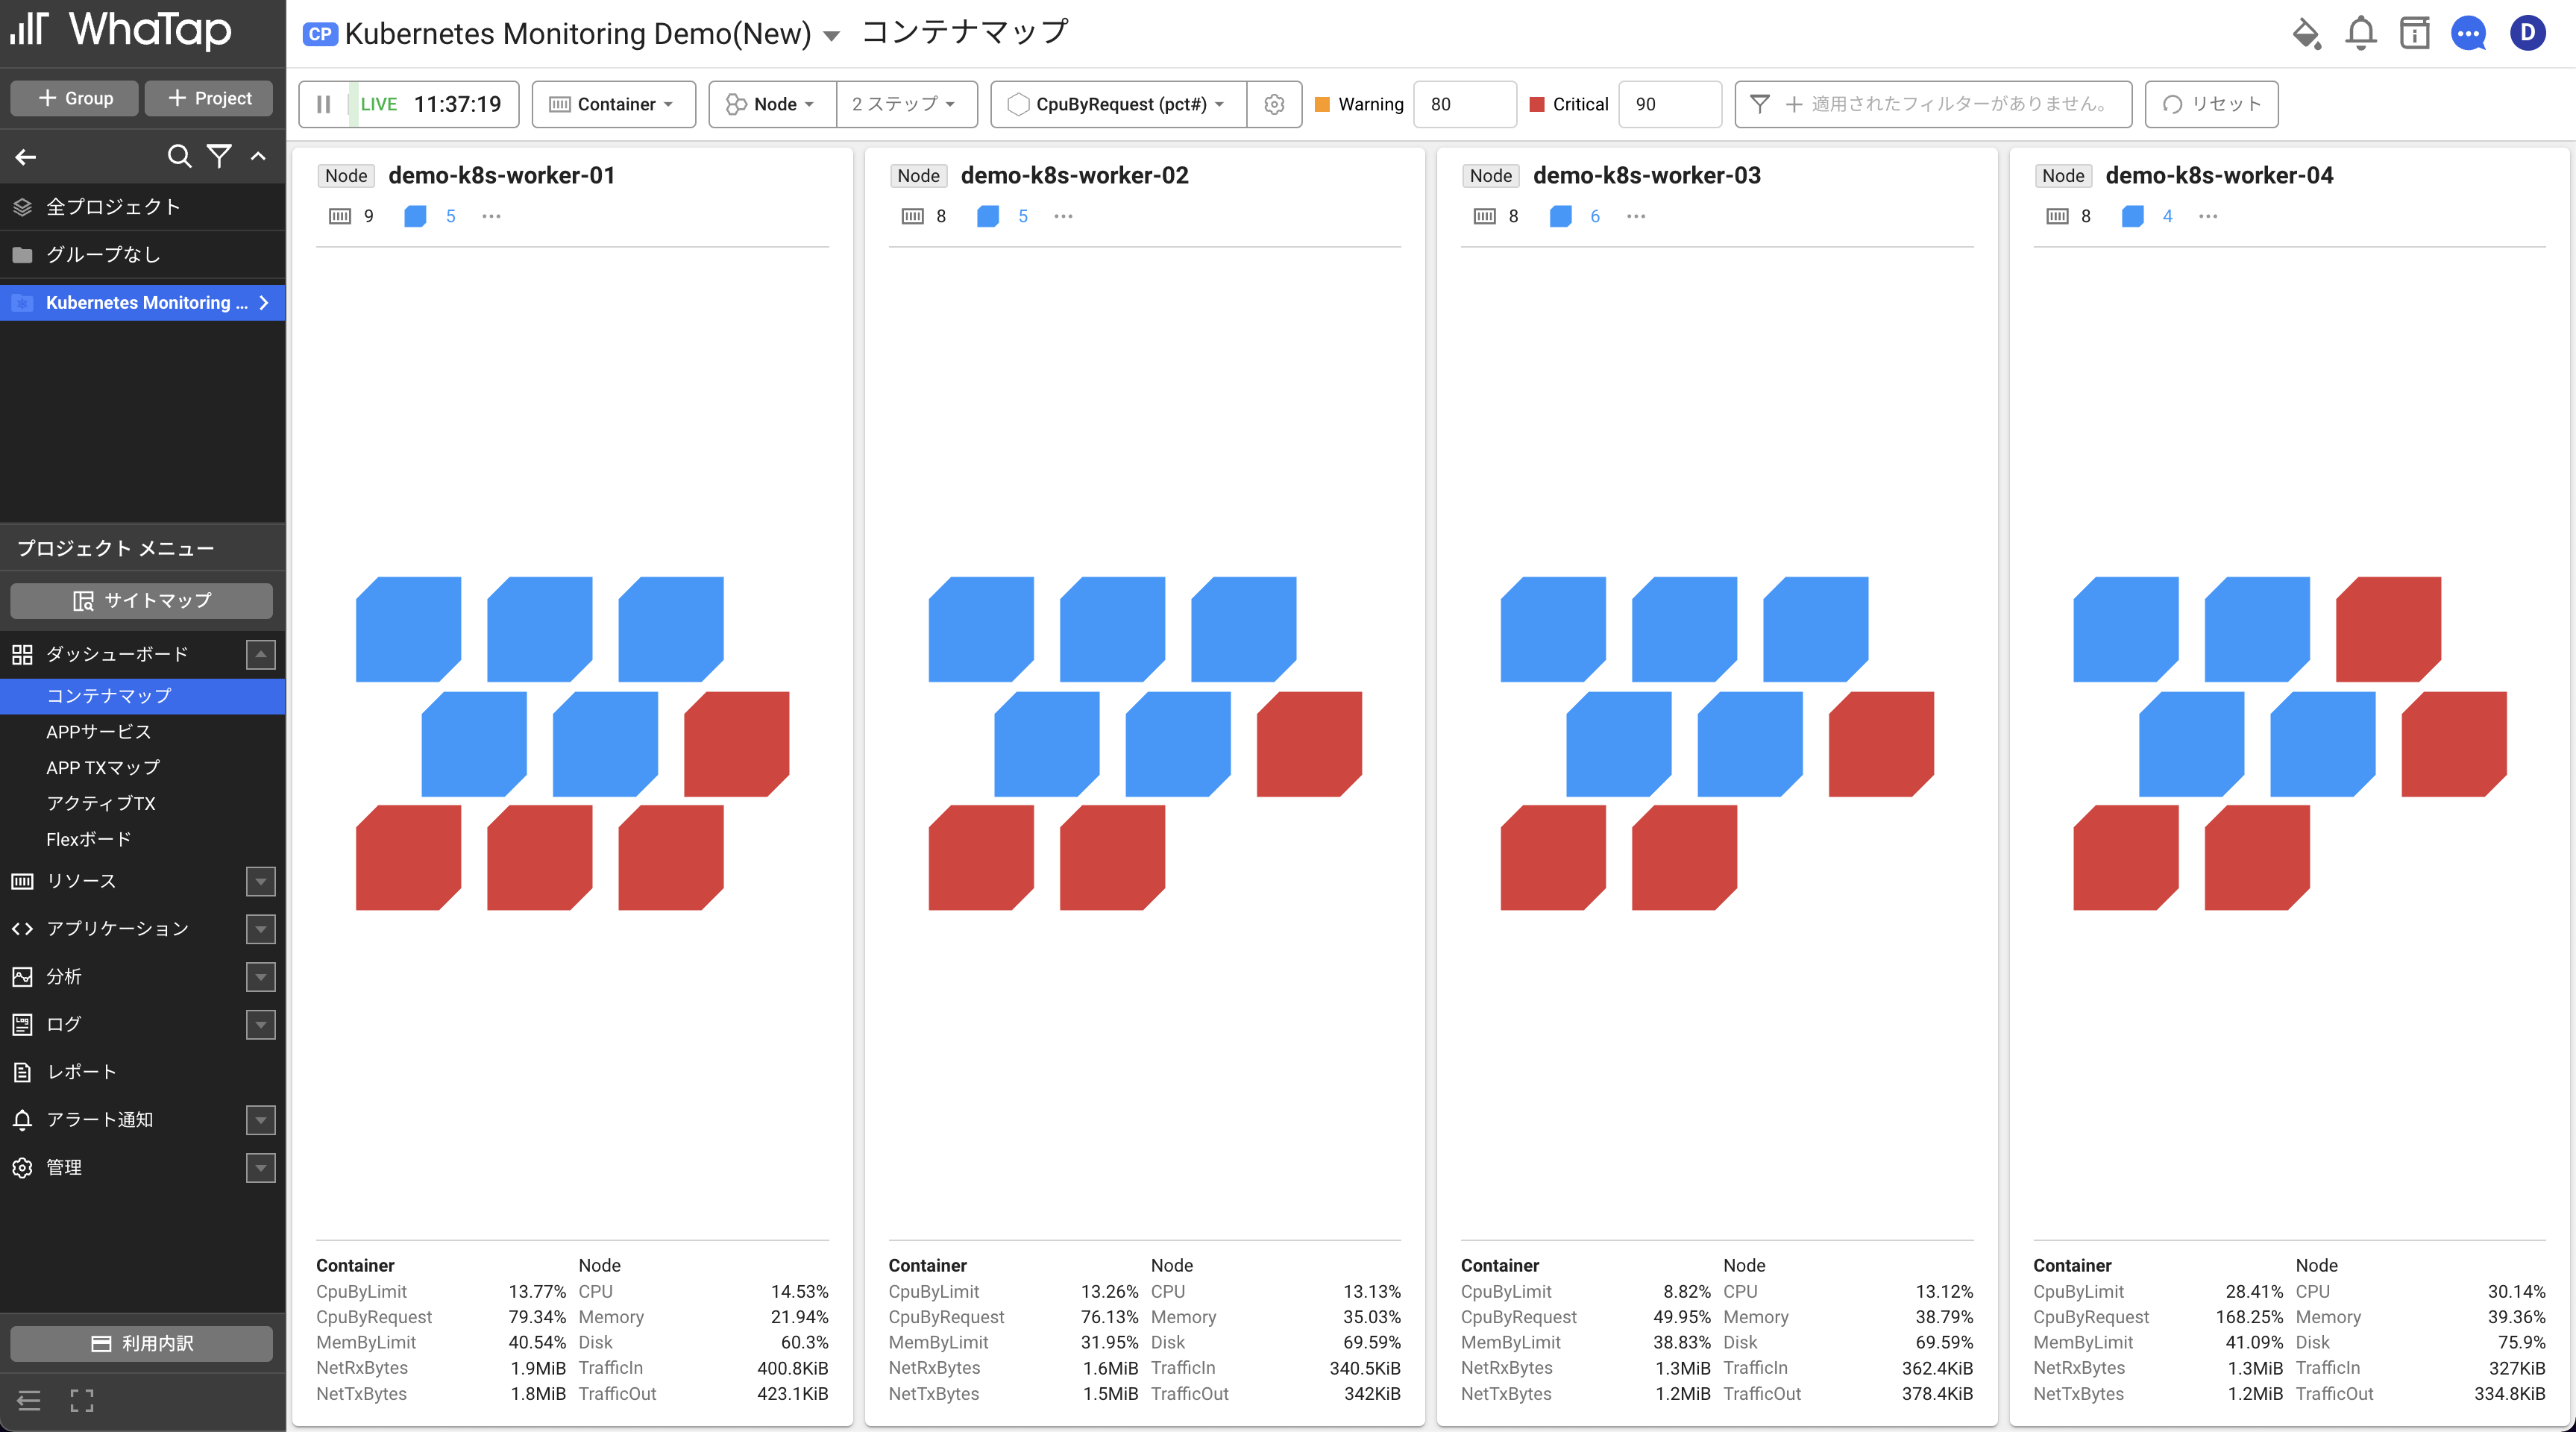 WhaTap
CP Kubernetes Monitoring Demo(New) コンテナマップ
D
Group
Project
LIVE 11:37:19
Container
Node
2 ステップ
CpuByRequest (pct#)
Warning 80
Critical 90
適用されたフィルターがありません。
リセット
全プロジェクト
グループなし
Kubernetes Monitoring ...
プロジェクト メニュー
サイトマップ
ダッシューボード
コンテナマップ
APPサービス
APP TXマップ
アクティブTX
Flexボード
リソース
アプリケーション
分析
ログ
レポート
アラート通知
管理
利用内訳
Node demo-k8s-worker-01
9 5 ...
Container Node
CpuByLimit 13.77% CPU 14.53%
CpuByRequest 79.34% Memory 21.94%
MemByLimit 40.54% Disk 60.3%
NetRxBytes 1.9MiB TrafficIn 400.8KiB
NetTxBytes 1.8MiB TrafficOut 423.1KiB
Node demo-k8s-worker-02
8 5 ...
Container Node
CpuByLimit 13.26% CPU 13.13%
CpuByRequest 76.13% Memory 35.03%
MemByLimit 31.95% Disk 69.59%
NetRxBytes 1.6MiB TrafficIn 340.5KiB
NetTxBytes 1.5MiB TrafficOut 342KiB
Node demo-k8s-worker-03
8 6 ...
Container Node
CpuByLimit 8.82% CPU 13.12%
CpuByRequest 49.95% Memory 38.79%
MemByLimit 38.83% Disk 69.59%
NetRxBytes 1.3MiB TrafficIn 362.4KiB
NetTxBytes 1.2MiB TrafficOut 378.4KiB
Node demo-k8s-worker-04
8 4 ...
Container Node
CpuByLimit 28.41% CPU 30.14%
CpuByRequest 168.25% Memory 39.36%
MemByLimit 41.09% Disk 75.9%
NetRxBytes 1.3MiB TrafficIn 327KiB
NetTxBytes 1.2MiB TrafficOut 334.8KiB